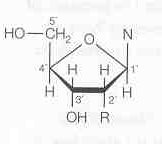 5'
HO—CH₂ O N
4' H H 1'
H 3' 2' H
OH R